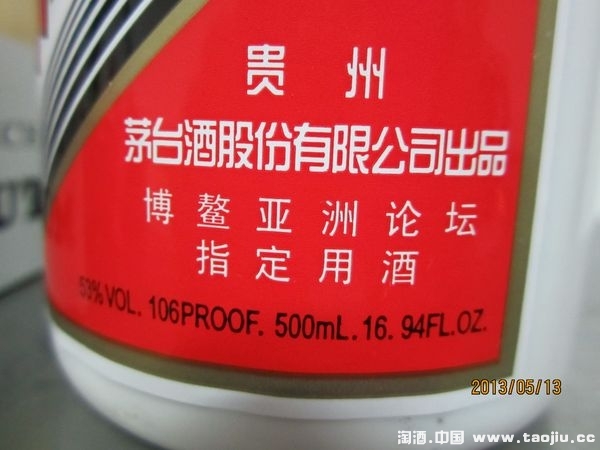 贵州
茅台酒股份有限公司出品
博鳌亚洲论坛
指定用酒
53%VOL. 106PROOF. 500mL. 16. 94FL.OZ.
2013/05/13
淘酒.中国 www.taojiu.cc